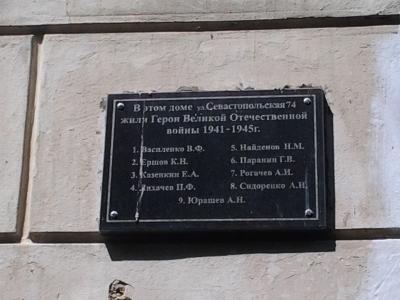 В этом доме ул.Севастопольская 74
жили Герои Великой Отечественной
войны 1941-1945г.
1. Василенко В.Ф. 5. Найденов Н.М.
2. Ершов К.Н. 6. Паранин Г.В.
3. Казенкин Е.А. 7. Рогачев А.И.
4. Лихачев П.Ф. 8. Сидоренко А.Н.
9. Юрашев А.Н.